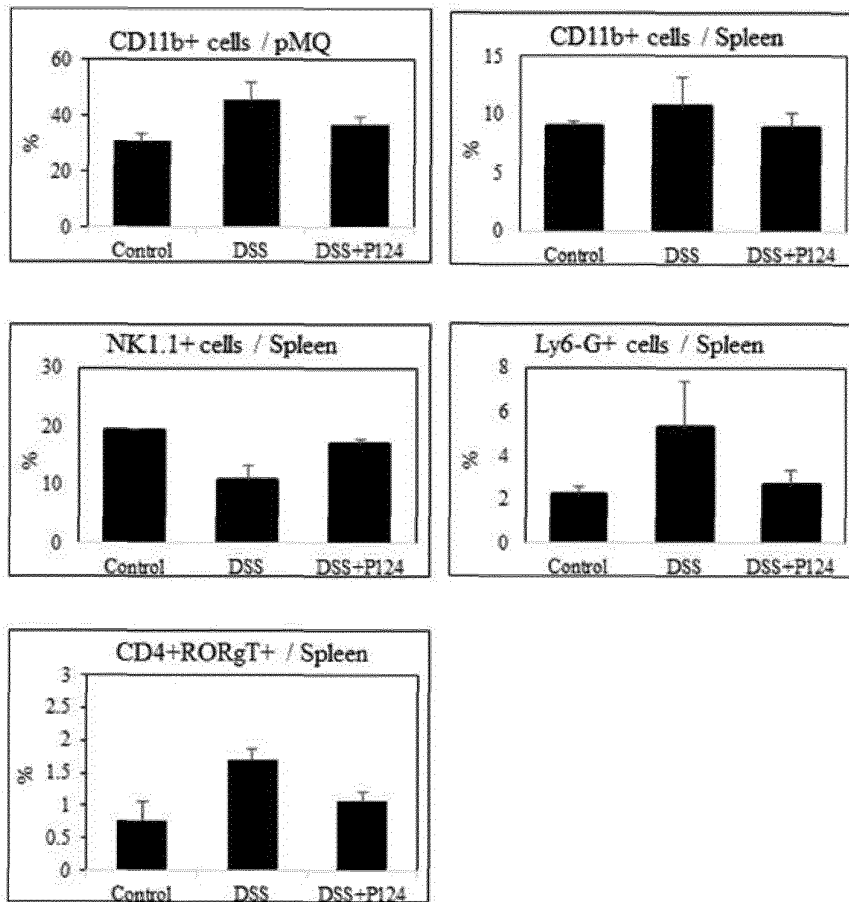 CD11b+ cells / pMQ
60
40
20
0
%
Control DSS DSS+P124
CD11b+ cells / Spleen
15
10
5
0
%
Control DSS DSS+P124
NK1.1+ cells / Spleen
30
20
10
0
%
Control DSS DSS+P124
Ly6-G+ cells / Spleen
8
6
4
2
0
%
Control DSS DSS+P124
CD4+RORgT+ / Spleen
3
2.5
2
1.5
1
0.5
0
%
Control DSS DSS+P124